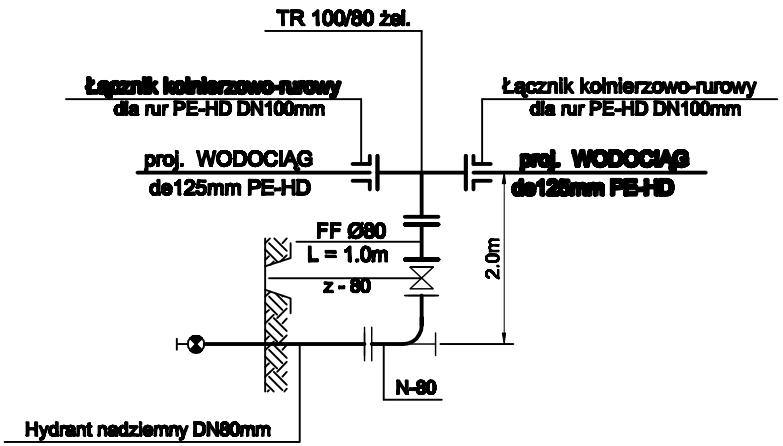 TR 100/80 żel.
Łącznik kołnierzowo-rurowy
dla rur PE-HD DN100mm
Łącznik kołnierzowo-rurowy
dla rur PE-HD DN100mm
proj. WODOCIĄG
de125mm PE-HD
proj. WODOCIĄG
de125mm PE-HD
FF Ø80
L = 1.0m
z - 80
2.0m
N-80
Hydrant nadziemny DN80mm